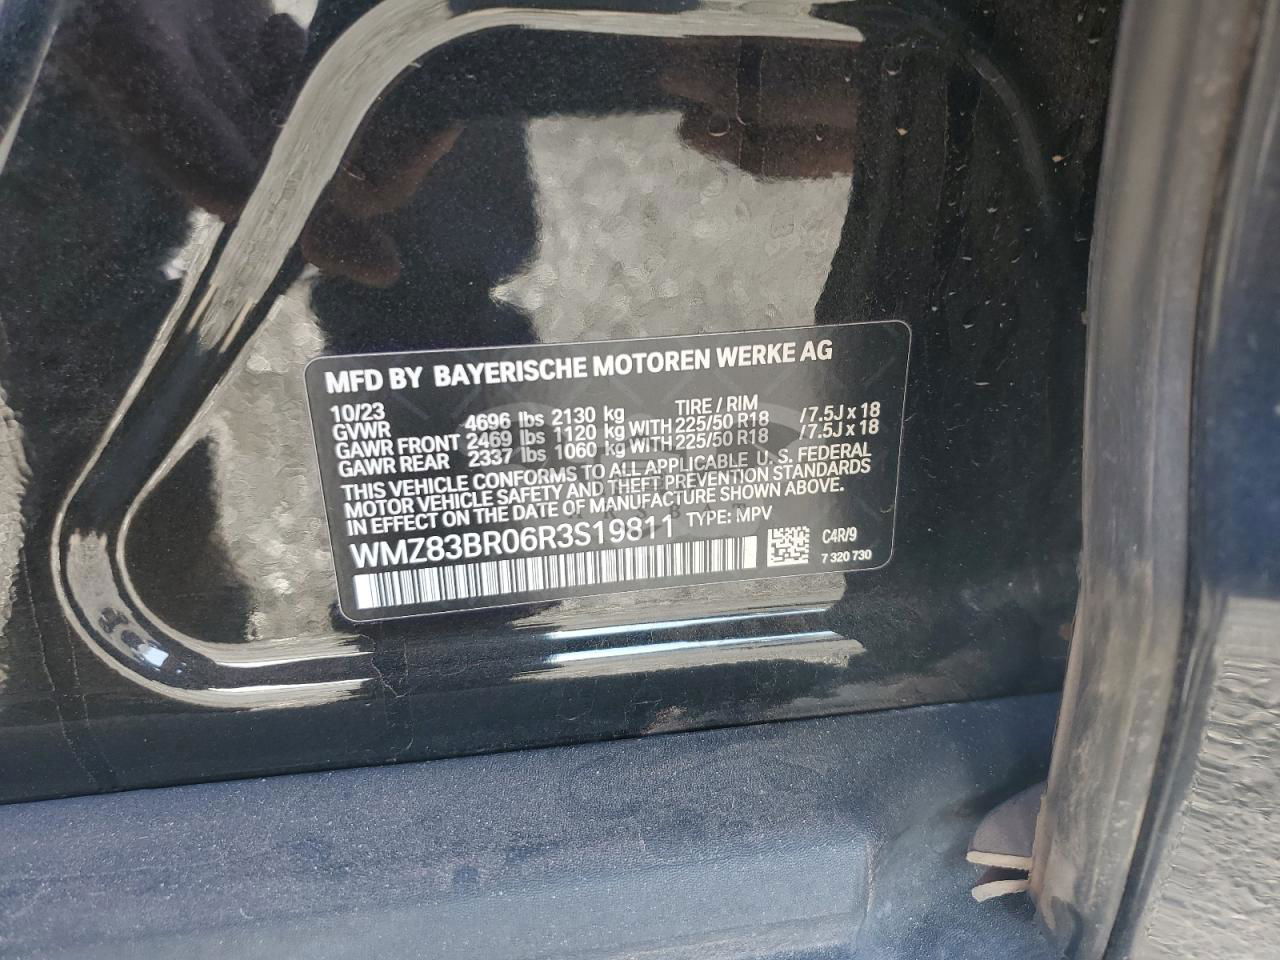 MFD BY BAYERISCHE MOTOREN WERKE AG
10/23 TIRE / RIM
GVWR 4696 lbs 2130 kg
GAWR FRONT 2469 lbs 1120 kg WITH 225/50 R18 / 7.5J x 18
GAWR REAR 2337 lbs 1060 kg WITH 225/50 R18 / 7.5J x 18
THIS VEHICLE CONFORMS TO ALL APPLICABLE U. S. FEDERAL
MOTOR VEHICLE SAFETY AND THEFT PREVENTION STANDARDS
IN EFFECT ON THE DATE OF MANUFACTURE SHOWN ABOVE.
WMZ83BR06R3S19811 TYPE: MPV
C4R/9
7 320 730